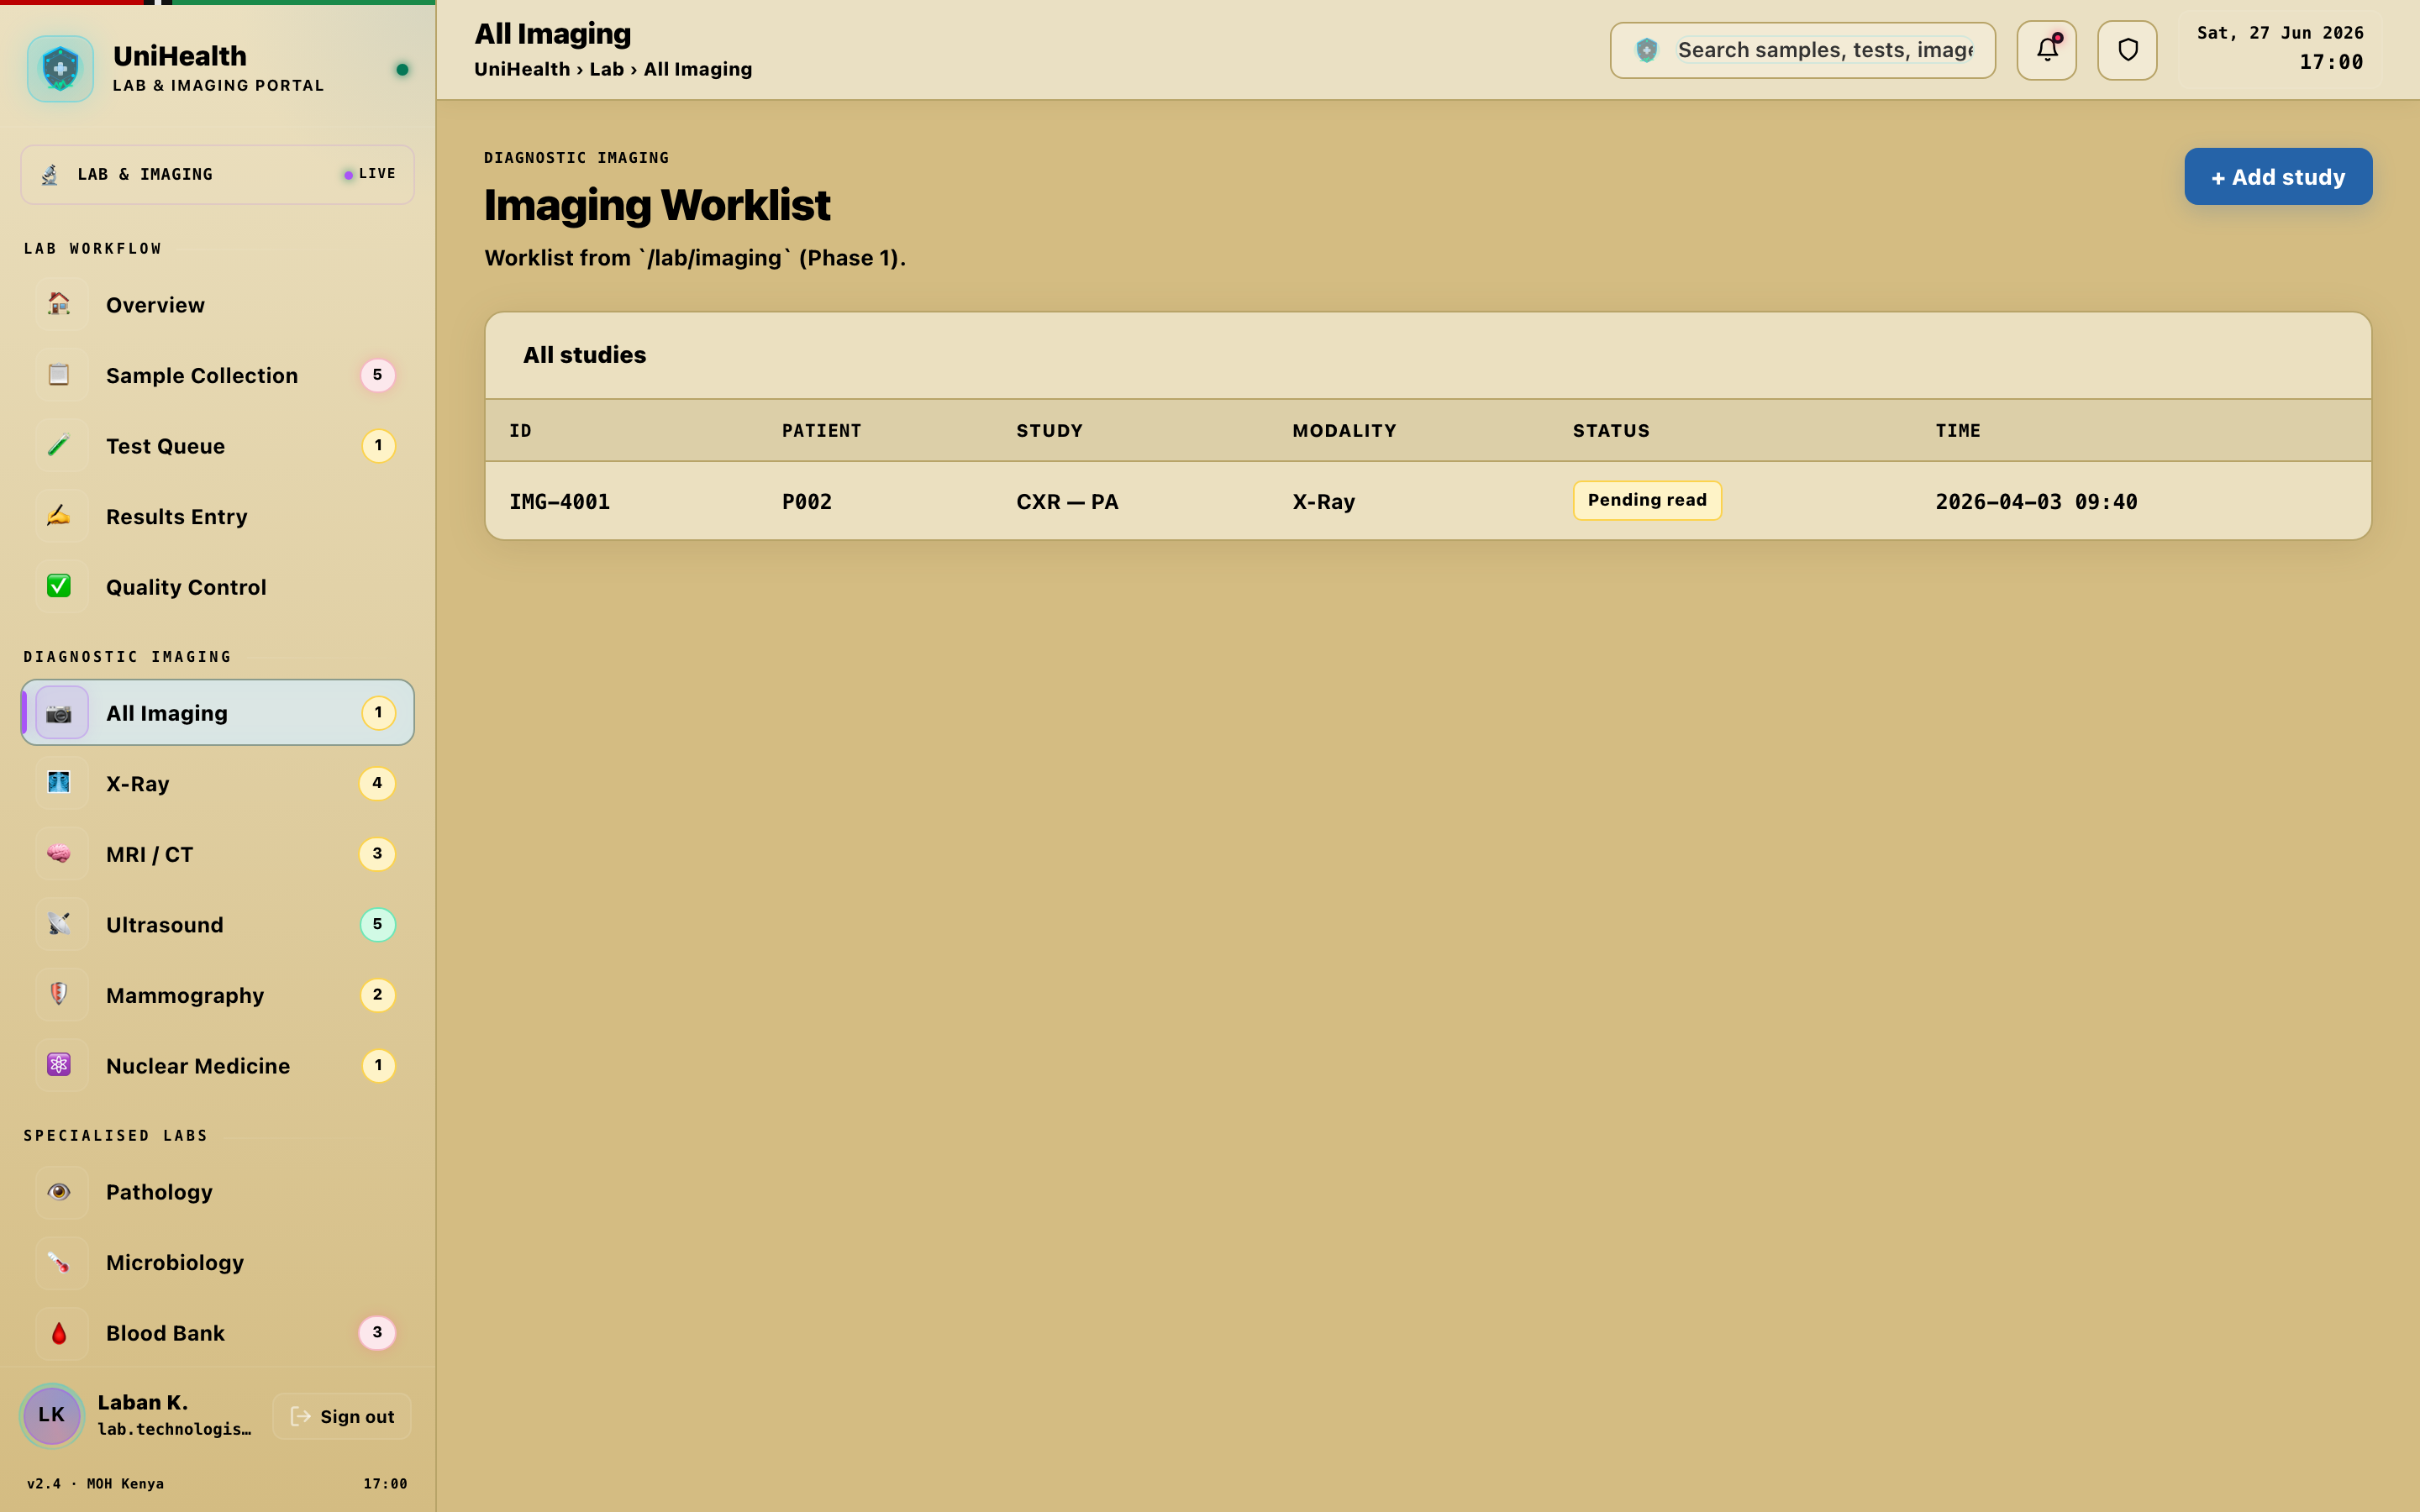 UniHealth
LAB & IMAGING PORTAL
LAB & IMAGING
LIVE
LAB WORKFLOW
Overview
Sample Collection 5
Test Queue 1
Results Entry
Quality Control
DIAGNOSTIC IMAGING
All Imaging 1
X-Ray 4
MRI / CT 3
Ultrasound 5
Mammography 2
Nuclear Medicine 1
SPECIALISED LABS
Pathology
Microbiology
Blood Bank 3
LK
Laban K.
lab.technologis…
Sign out
v2.4 · MOH Kenya 17:00
All Imaging
UniHealth › Lab › All Imaging
Search samples, tests, image
Sat, 27 Jun 2026
17:00
DIAGNOSTIC IMAGING
Imaging Worklist
Worklist from `/lab/imaging` (Phase 1).
+ Add study
All studies
ID PATIENT STUDY MODALITY STATUS TIME
IMG-4001 P002 CXR — PA X-Ray Pending read 2026-04-03 09:40